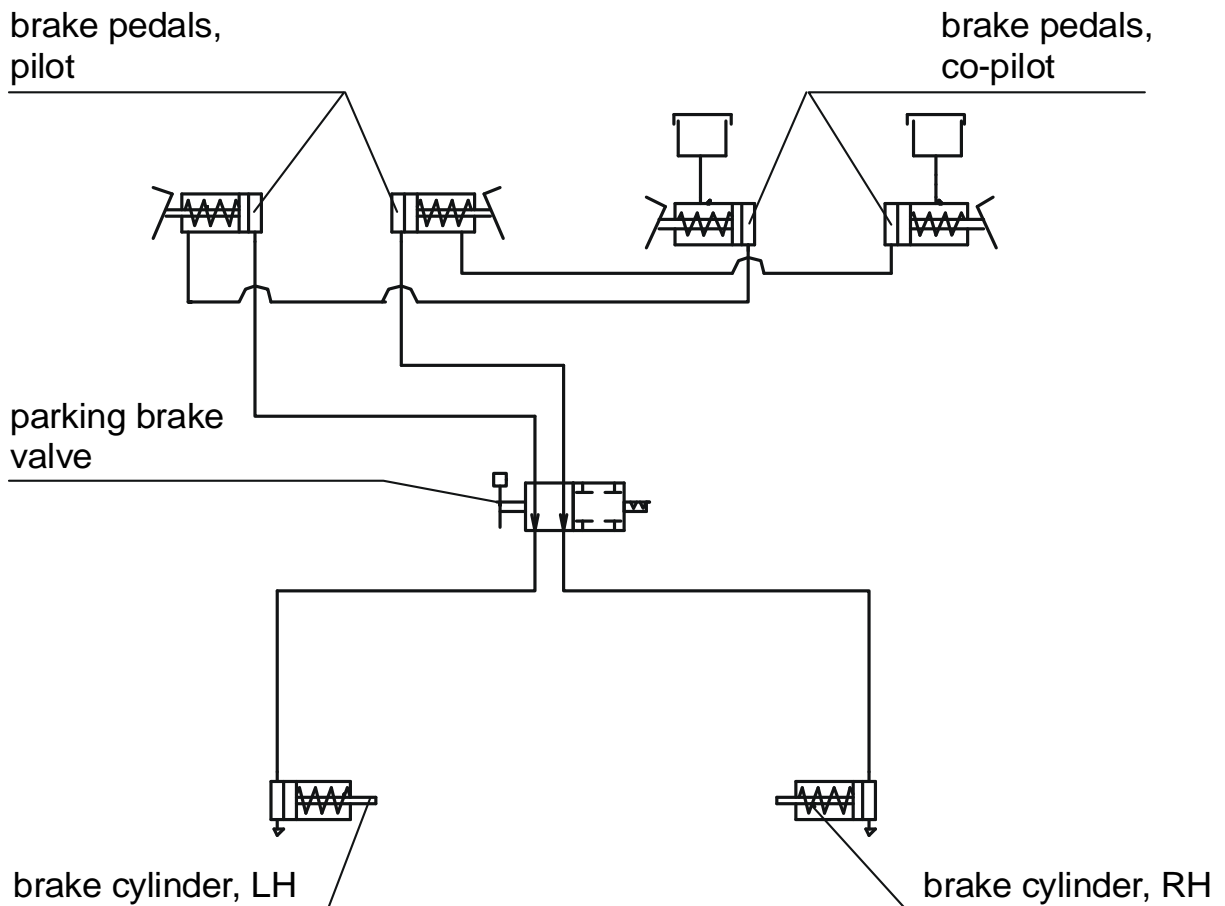 brake pedals,
pilot
brake pedals,
co-pilot
parking brake
valve
brake cylinder, LH
brake cylinder, RH